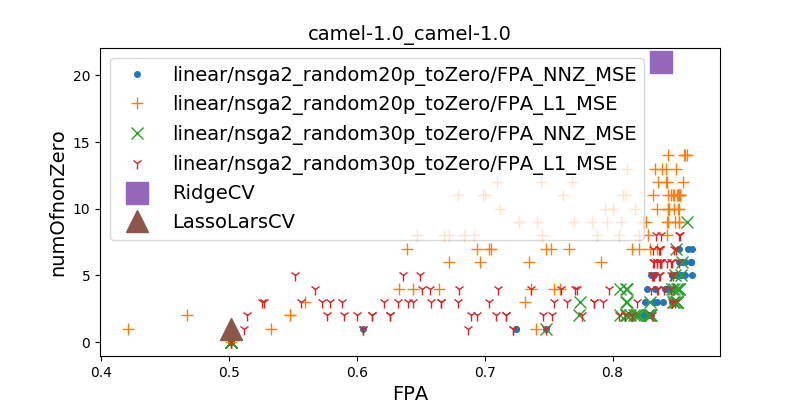 camel-1.0_camel-1.0
linear/nsga2_random20p_toZero/FPA_NNZ_MSE
linear/nsga2_random20p_toZero/FPA_L1_MSE
linear/nsga2_random30p_toZero/FPA_NNZ_MSE
linear/nsga2_random30p_toZero/FPA_L1_MSE
RidgeCV
LassoLarsCV
numOfnonZero
20
15
10
5
0
0.4 0.5 0.6 0.7 0.8
FPA